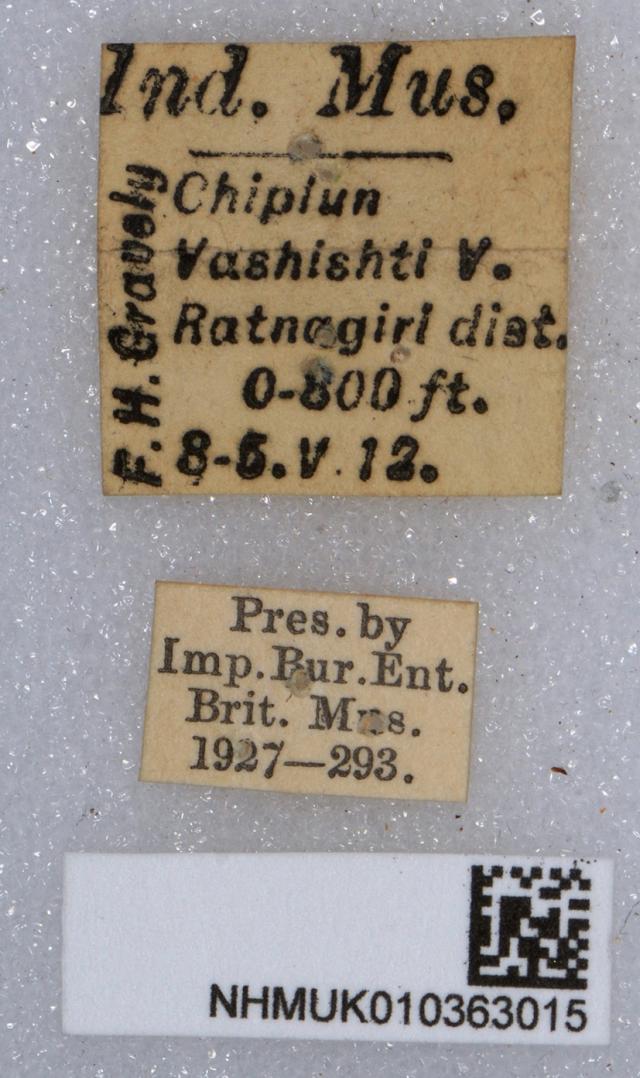 Ind. Mus.
Chiplun
Vashishti V.
Ratnagiri dist.
0-800 ft.
8-5.V.12.
F. H. Gravely
Pres. by
Imp. Bur. Ent.
Brit. Mus.
1927—293.
NHMUK010363015